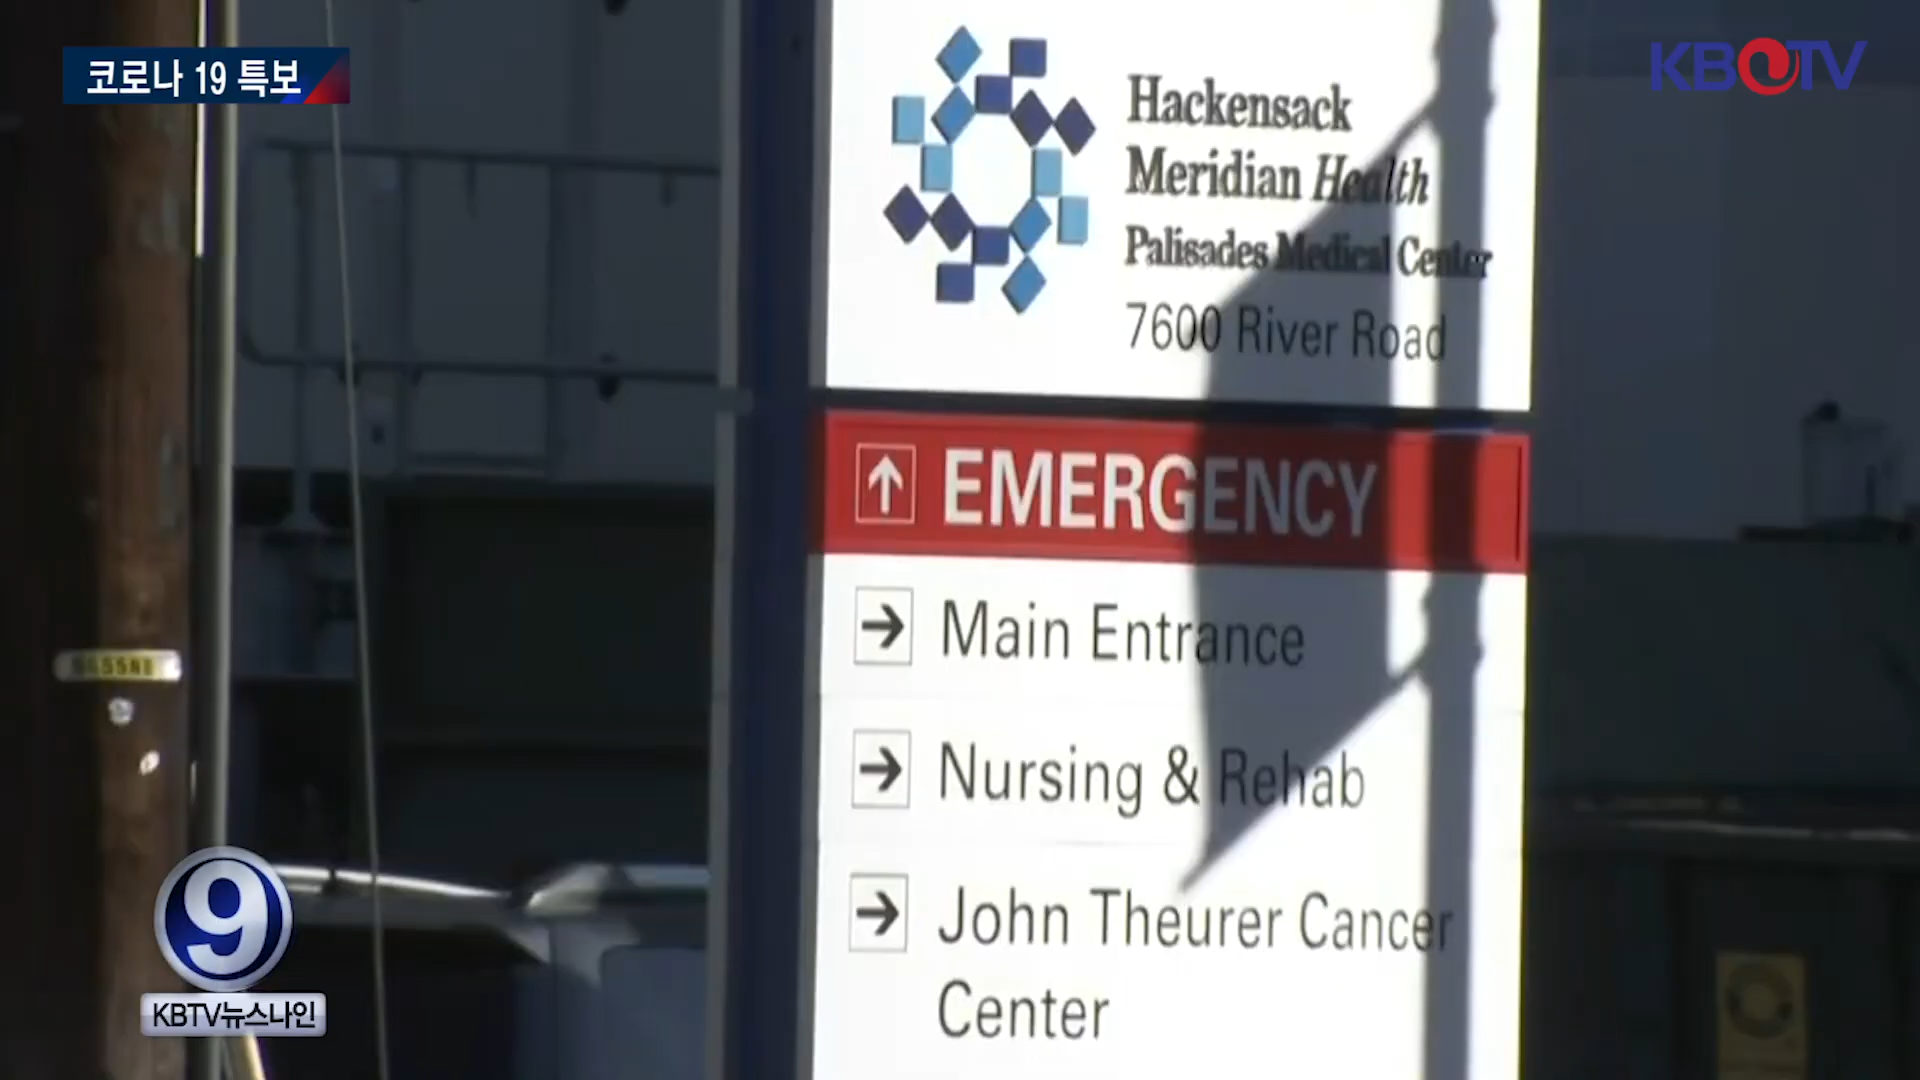 코로나 19 특보
KBTV
Hackensack
Meridian Health
Palisades Medical Center
7600 River Road
EMERGENCY
Main Entrance
Nursing & Rehab
John Theurer Cancer
Center
9
KBTV뉴스나인